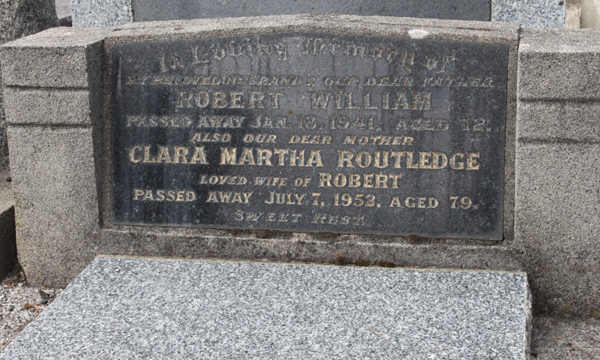 In Loving Memory of
MY BELOVED HUSBAND & OUR DEAR FATHER
ROBERT WILLIAM
PASSED AWAY JAN. 13, 1941, AGED 72.
ALSO OUR DEAR MOTHER
CLARA MARTHA ROUTLEDGE
LOVED WIFE OF ROBERT
PASSED AWAY JULY 7, 1953, AGED 79.
SWEET REST.